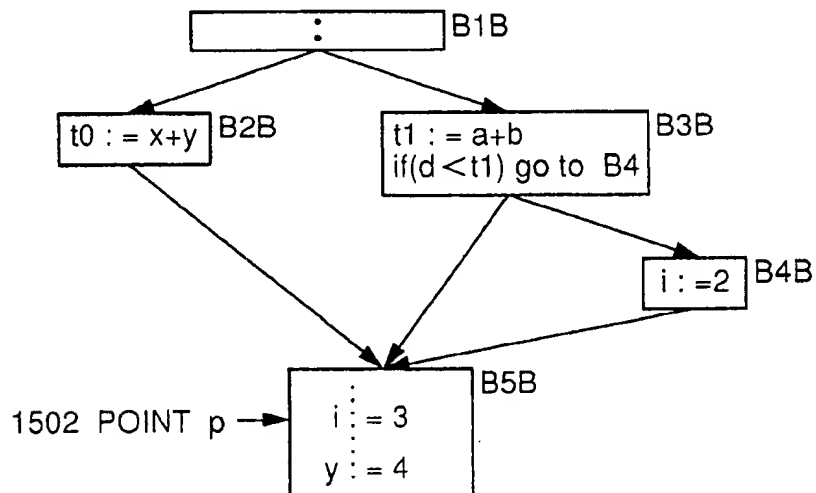 B1B
t0 : = x+y
B2B
t1 : = a+b
if(d <t1) go to B4
B3B
i : =2
B4B
B5B
1502 POINT p
i : = 3
y : = 4